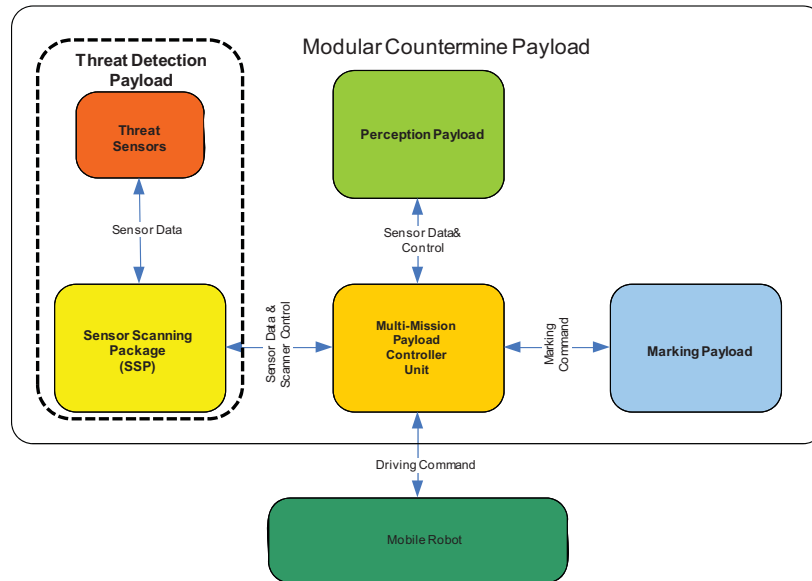 Modular Countermine Payload
Threat Detection
Payload
Threat
Sensors
Perception Payload
Sensor Data
Sensor Data&
Control
Sensor Scanning
Package
(SSP)
Sensor Data &
Scanner Control
Multi-Mission
Payload
Controller
Unit
Marking
Command
Marking Payload
Driving Command
Mobile Robot